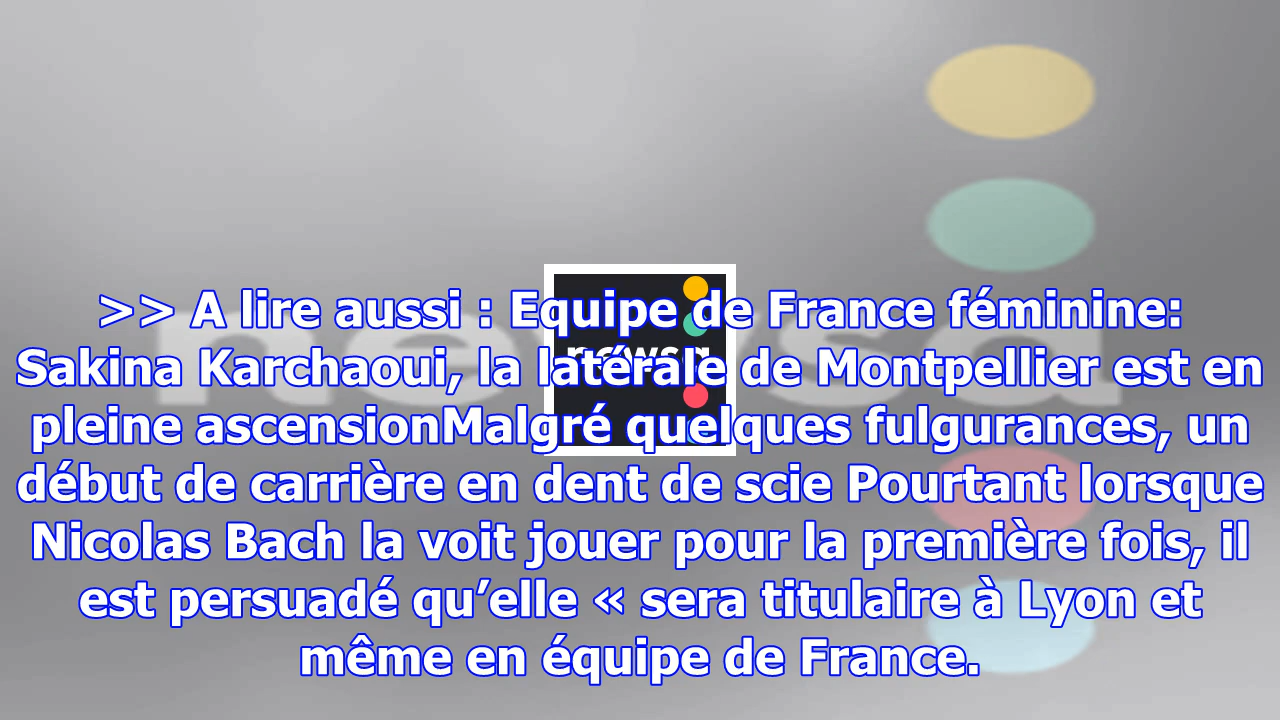 >> A lire aussi : Equipe de France féminine:
Sakina Karchaoui, la latérale de Montpellier est en
pleine ascensionMalgré quelques fulgurances, un
début de carrière en dent de scie Pourtant lorsque
Nicolas Bach la voit jouer pour la première fois, il
est persuadé qu’elle « sera titulaire à Lyon et
même en équipe de France.
newsa